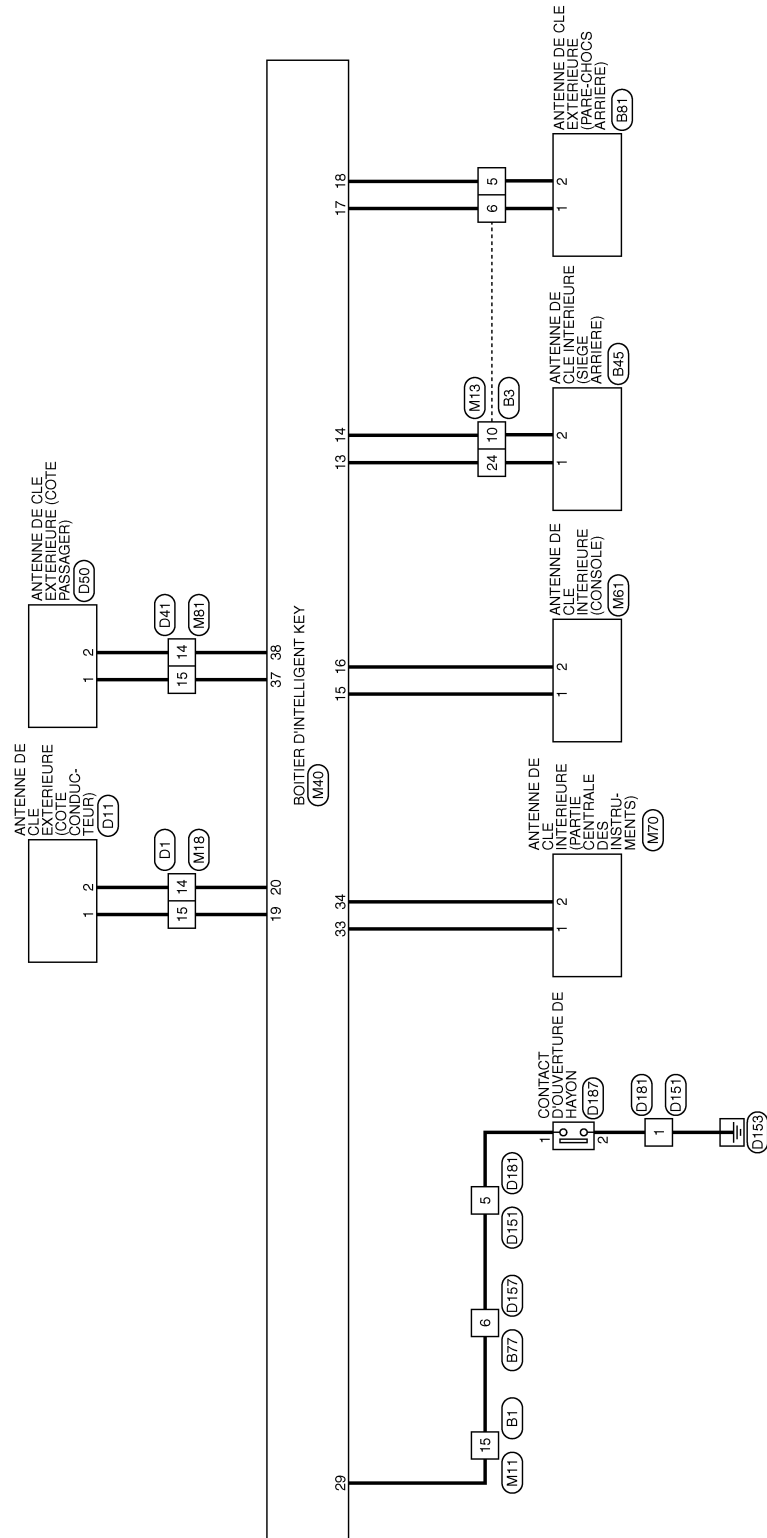 ANTENNE DE
CLE
EXTERIEURE
(COTE
CONDUC-
TEUR)
D11
1
2
15
14
D1
M18
19
20
ANTENNE DE CLE
EXTERIEURE (COTE
PASSAGER)
D50
1
2
15
14
D41
M81
37
38
BOITIER D'INTELLIGENT KEY
M40
29
33
34
15
16
13
14
17
18
15
M11
B1
6
B77
D157
5
D151
D181
CONTACT
D'OUVERTURE DE
HAYON
D187
1
2
1
D181
D151
D153
ANTENNE DE
CLE
INTERIEURE
(PARTIE
CENTRALE
DES
INSTRU-
MENTS)
M70
1
2
ANTENNE DE
CLE
INTERIEURE
(CONSOLE)
M61
1
2
24
10
M13
B3
ANTENNE DE
CLE INTERIEURE
(SIEGE
ARRIERE)
B45
1
2
6
5
ANTENNE DE CLE
EXTERIEURE
(PARE-CHOCS
ARRIERE)
B81
1
2